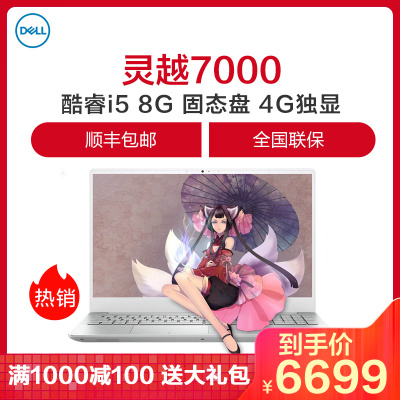 DELL
灵越7000
酷睿i5 8G 固态盘 4G独显
顺丰包邮
全国联保
热销
到手价
满1000减100 送大礼包
¥6699